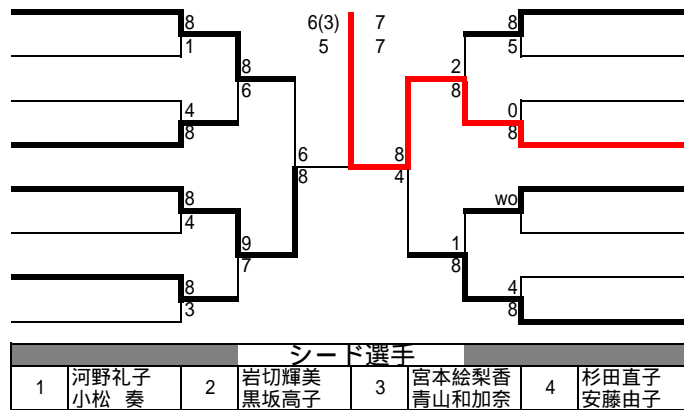 8 6(3) 7 8
1 5 7 5
8 2
6 8
4 0
8 8
6 8
8 4
8 wo
4
9 1
7 8
8 4
3 8
シード選手
1 河野礼子 2 岩切輝美 3 宮本絵梨香 4 杉田直子
小松 奏 黒坂高子 青山和加奈 安藤由子